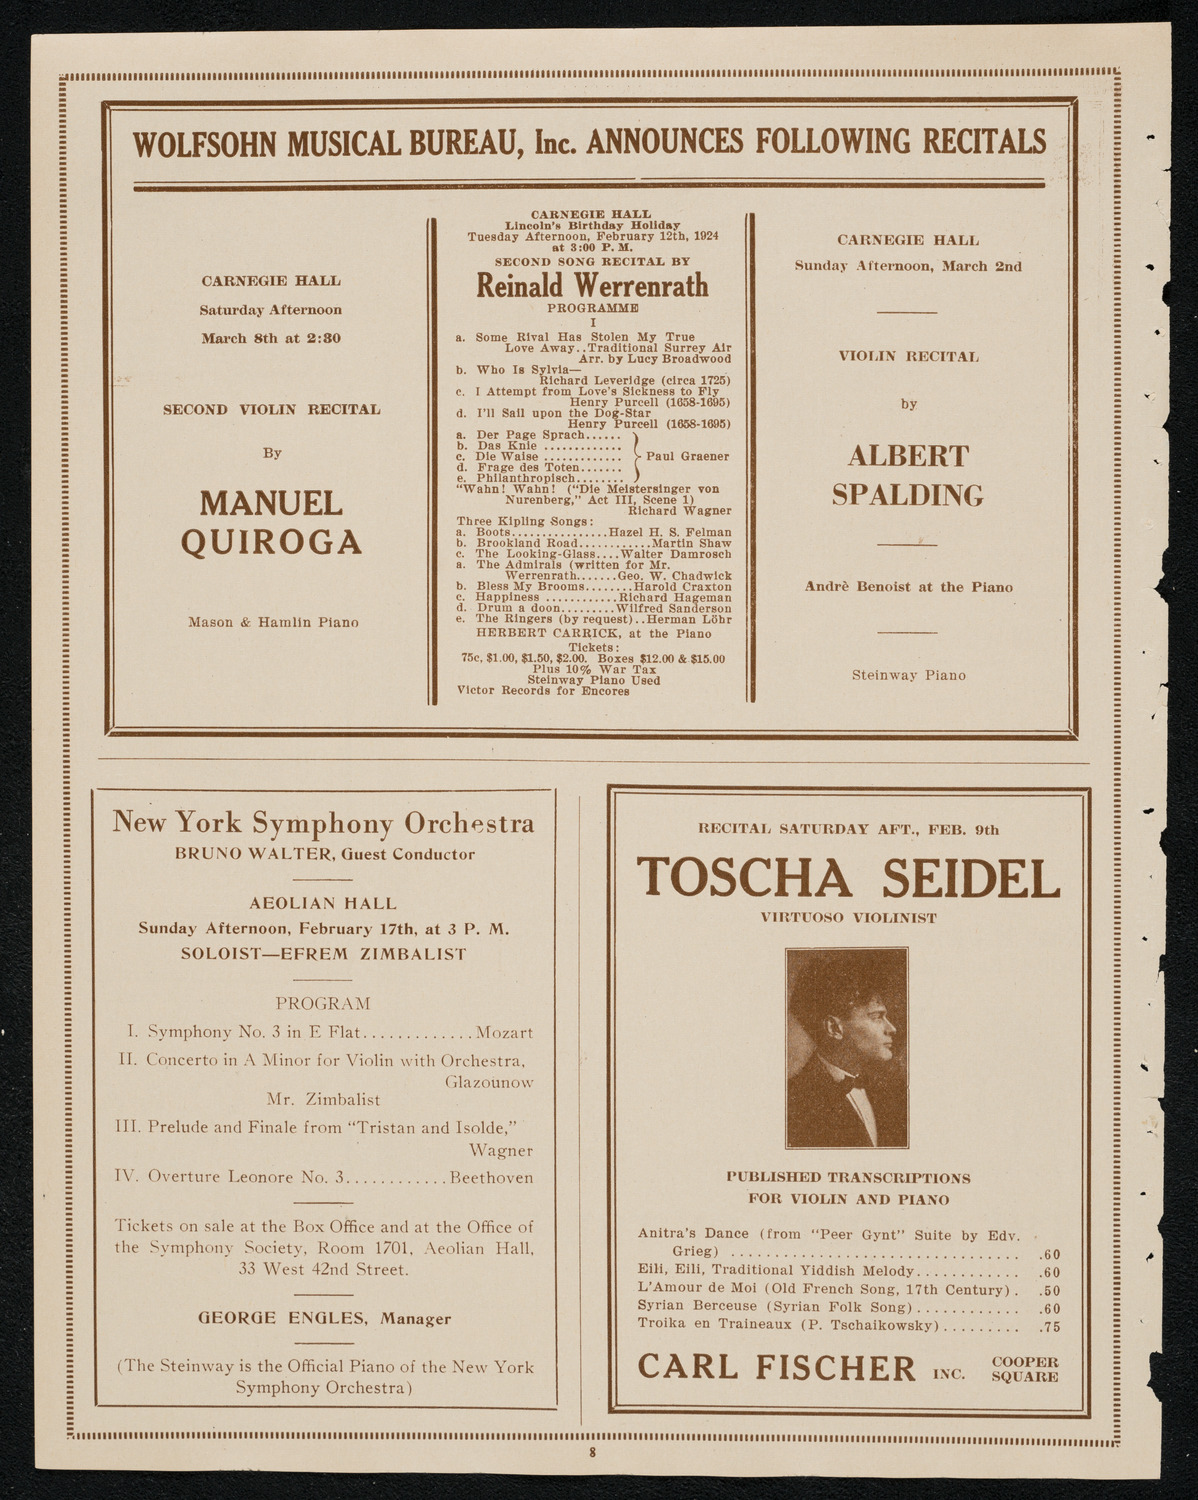 WOLFSOHN MUSICAL BUREAU, Inc. ANNOUNCES FOLLOWING RECITALS
CARNEGIE HALL
Saturday Afternoon
March 8th at 2:30
SECOND VIOLIN RECITAL
By
MANUEL
QUIROGA
Mason & Hamlin Piano
CARNEGIE HALL
Lincoln's Birthday Holiday
Tuesday Afternoon, February 12th, 1924
at 3:00 P. M.
SECOND SONG RECITAL BY
Reinald Werrenrath
PROGRAMME
I
a. Some Rival Has Stolen My True
Love Away..Traditional Surrey Air
Arr. by Lucy Broadwood
b. Who Is Sylvia—
Richard Leveridge (circa 1725)
c. I Attempt from Love's Sickness to Fly
Henry Purcell (1658-1695)
d. I'll Sail upon the Dog-Star
Henry Purcell (1658-1695)
a. Der Page Sprach......
b. Das Knie ............
c. Die Waise ............. Paul Graener
d. Frage des Toten.......
e. Philanthropisch........
"Wahn! Wahn! ("Die Meistersinger von
Nurenberg," Act III, Scene 1)
Richard Wagner
Three Kipling Songs:
a. Boots................Hazel H. S. Felman
b. Brookland Road...........Martin Shaw
c. The Looking-Glass....Walter Damrosch
a. The Admirals (written for Mr.
Werrenrath.......Geo. W. Chadwick
b. Bless My Brooms........Harold Craxton
c. Happiness ............Richard Hageman
d. Drum a doon.........Wilfred Sanderson
e. The Ringers (by request)..Herman Löhr
HERBERT CARRICK, at the Piano
Tickets:
75c, $1.00, $1.50, $2.00. Boxes $12.00 & $15.00
Plus 10% War Tax
Steinway Piano Used
Victor Records for Encores
CARNEGIE HALL
Sunday Afternoon, March 2nd
VIOLIN RECITAL
by
ALBERT
SPALDING
Andrè Benoist at the Piano
Steinway Piano
New York Symphony Orchestra
BRUNO WALTER, Guest Conductor
AEOLIAN HALL
Sunday Afternoon, February 17th, at 3 P. M.
SOLOIST—EFREM ZIMBALIST
PROGRAM
I. Symphony No. 3 in E Flat.............Mozart
II. Concerto in A Minor for Violin with Orchestra,
Glazounow
Mr. Zimbalist
III. Prelude and Finale from "Tristan and Isolde,"
Wagner
IV. Overture Leonore No. 3............Beethoven
Tickets on sale at the Box Office and at the Office of
the Symphony Society, Room 1701, Aeolian Hall,
33 West 42nd Street.
GEORGE ENGLES, Manager
(The Steinway is the Official Piano of the New York
Symphony Orchestra)
RECITAL SATURDAY AFT., FEB. 9th
TOSCHA SEIDEL
VIRTUOSO VIOLINIST
PUBLISHED TRANSCRIPTIONS
FOR VIOLIN AND PIANO
Anitra's Dance (from "Peer Gynt" Suite by Edv.
Grieg) ................................ .60
Eili, Eili, Traditional Yiddish Melody............ .60
L'Amour de Moi (Old French Song, 17th Century). .50
Syrian Berceuse (Syrian Folk Song)............ .60
Troika en Traineaux (P. Tschaikowsky)......... .75
CARL FISCHER INC. COOPER
SQUARE
8